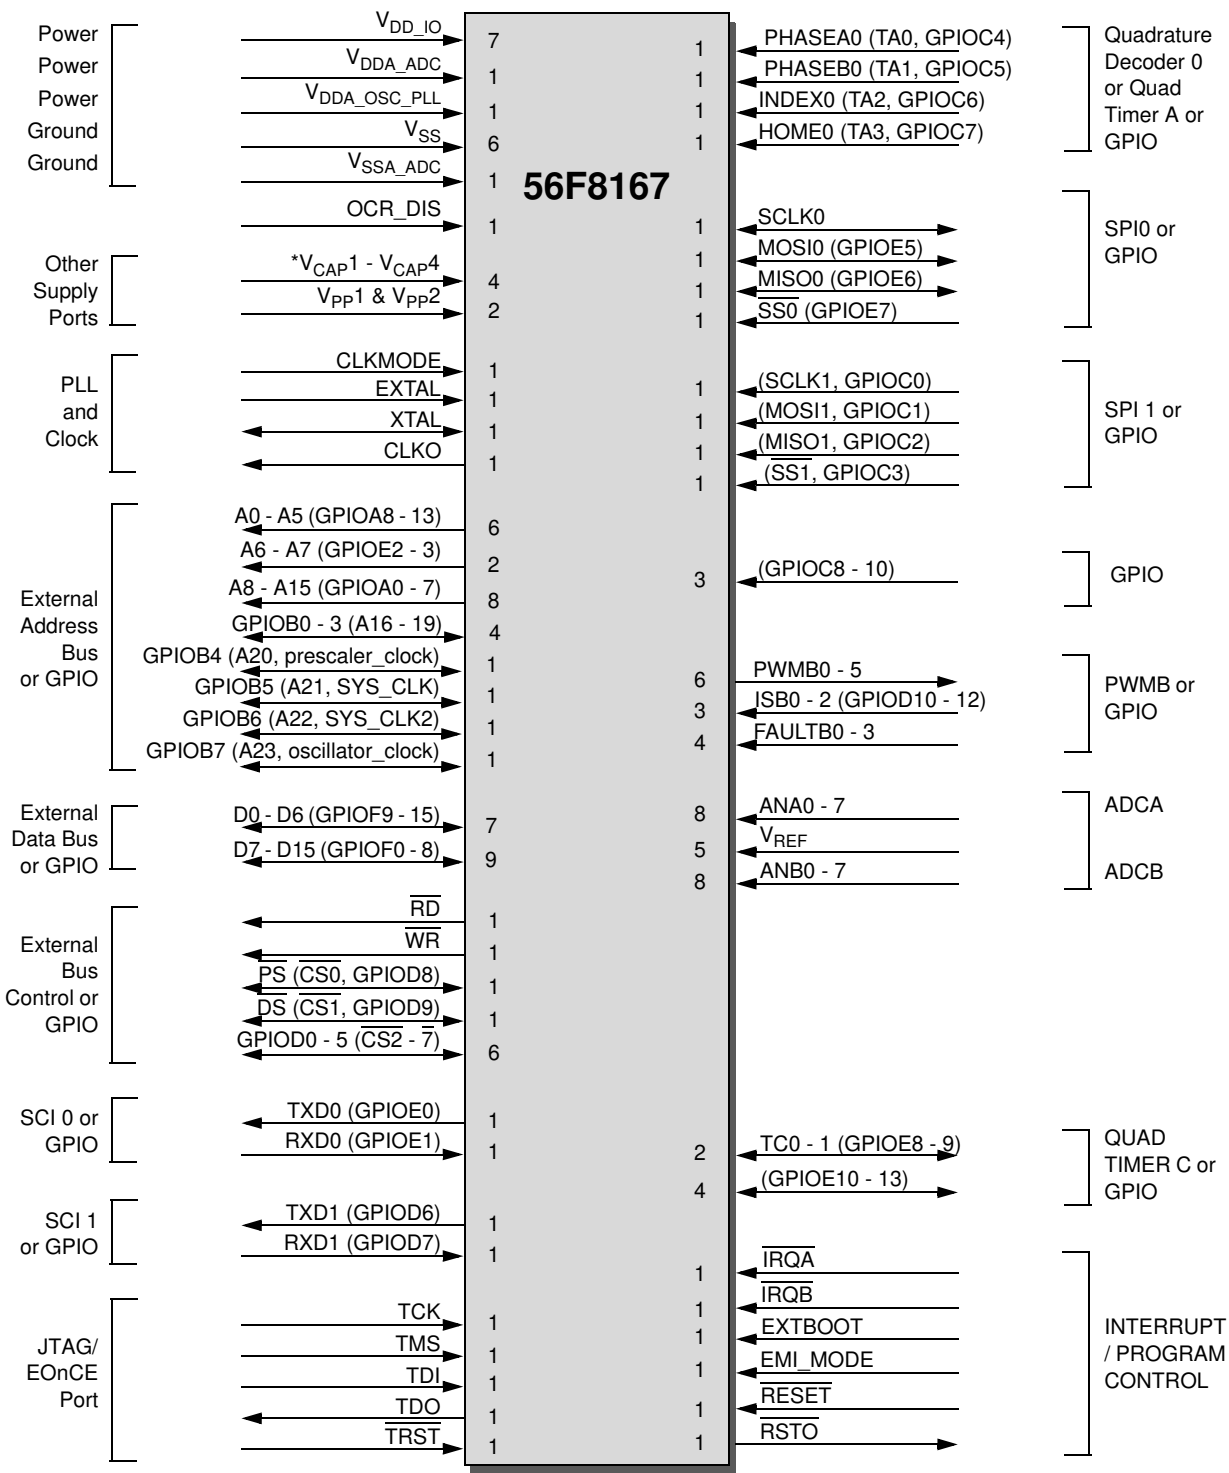 56F8167
Power
Power
Power
Ground
Ground
V_DD_IO 7
V_DDA_ADC 1
V_DDA_OSC_PLL 1
V_SS 6
V_SSA_ADC 1
OCR_DIS 1
Other
Supply
Ports
*V_CAP1 - V_CAP4 4
V_PP1 & V_PP2 2
PLL
and
Clock
CLKMODE 1
EXTAL 1
XTAL 1
CLKO 1
External
Address
Bus
or GPIO
A0 - A5 (GPIOA8 - 13) 6
A6 - A7 (GPIOE2 - 3) 2
A8 - A15 (GPIOA0 - 7) 8
GPIOB0 - 3 (A16 - 19) 4
GPIOB4 (A20, prescaler_clock) 1
GPIOB5 (A21, SYS_CLK) 1
GPIOB6 (A22, SYS_CLK2) 1
GPIOB7 (A23, oscillator_clock) 1
External
Data Bus
or GPIO
D0 - D6 (GPIOF9 - 15) 7
D7 - D15 (GPIOF0 - 8) 9
External
Bus
Control or
GPIO
RD 1
WR 1
PS (CS0, GPIOD8) 1
DS (CS1, GPIOD9) 1
GPIOD0 - 5 (CS2 - 7) 6
SCI 0 or
GPIO
TXD0 (GPIOE0) 1
RXD0 (GPIOE1) 1
SCI 1
or GPIO
TXD1 (GPIOD6) 1
RXD1 (GPIOD7) 1
JTAG/
EOnCE
Port
TCK 1
TMS 1
TDI 1
TDO 1
TRST 1
1 PHASEA0 (TA0, GPIOC4)
1 PHASEB0 (TA1, GPIOC5)
1 INDEX0 (TA2, GPIOC6)
1 HOME0 (TA3, GPIOC7)
Quadrature
Decoder 0
or Quad
Timer A or
GPIO
1 SCLK0
1 MOSI0 (GPIOE5)
1 MISO0 (GPIOE6)
1 SS0 (GPIOE7)
SPI0 or
GPIO
1 (SCLK1, GPIOC0)
1 (MOSI1, GPIOC1)
1 (MISO1, GPIOC2)
1 (SS1, GPIOC3)
SPI 1 or
GPIO
3 (GPIOC8 - 10)
GPIO
6 PWMB0 - 5
3 ISB0 - 2 (GPIOD10 - 12)
4 FAULTB0 - 3
PWMB or
GPIO
8 ANA0 - 7
5 V_REF
8 ANB0 - 7
ADCA
ADCB
2 TC0 - 1 (GPIOE8 - 9)
4 (GPIOE10 - 13)
QUAD
TIMER C or
GPIO
1 IRQA
1 IRQB
1 EXTBOOT
1 EMI_MODE
1 RESET
1 RSTO
INTERRUPT
/ PROGRAM
CONTROL